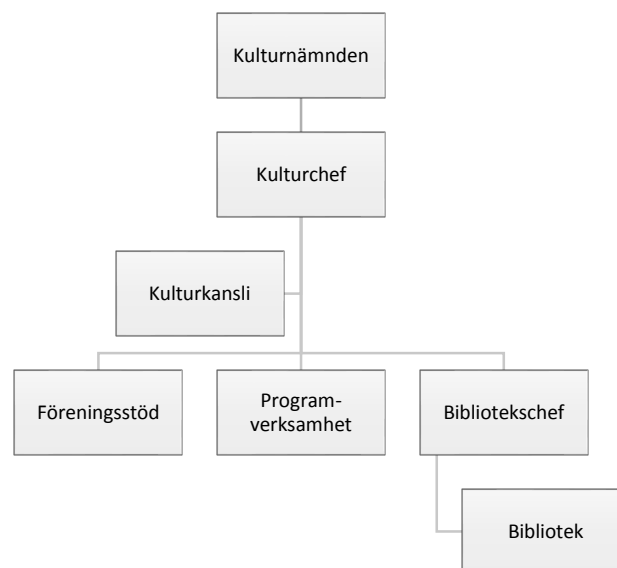 Kulturnämnden
Kulturchef
Kulturkansli
Föreningsstöd
Program-
verksamhet
Bibliotekschef
Bibliotek